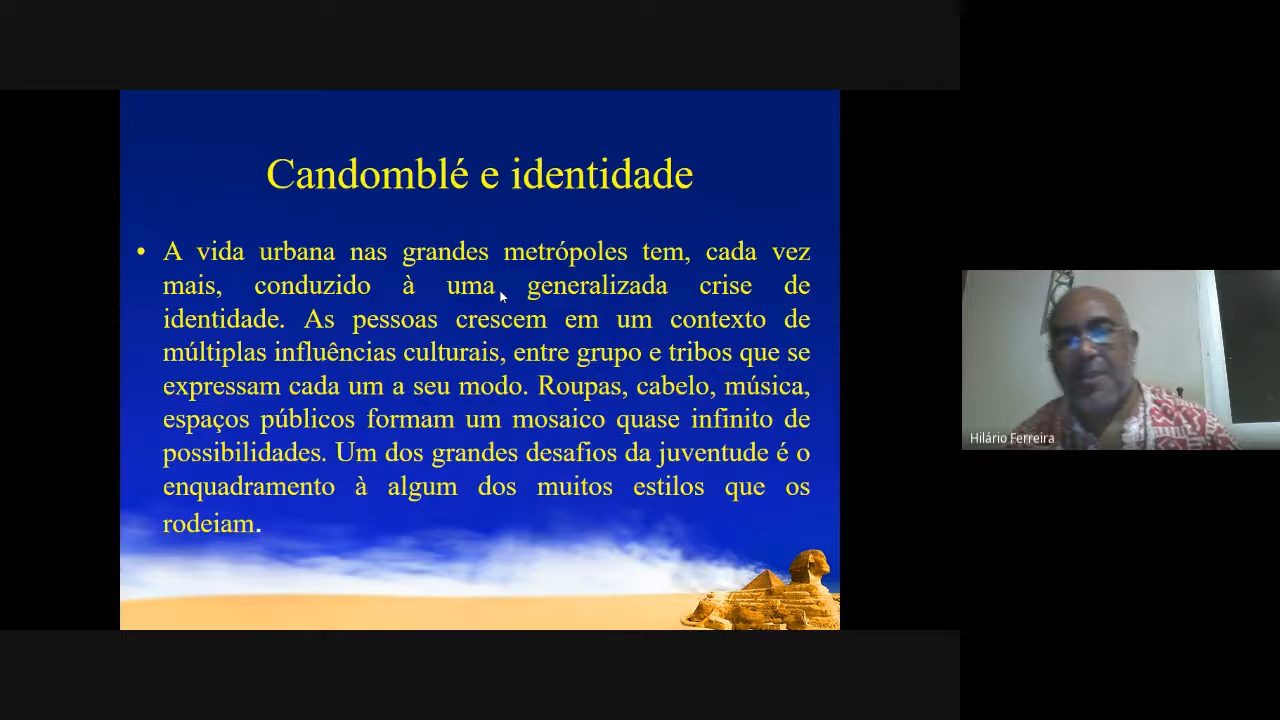 Candomblé e identidade
• A vida urbana nas grandes metrópoles tem, cada vez
mais, conduzido à uma generalizada crise de
identidade. As pessoas crescem em um contexto de
múltiplas influências culturais, entre grupo e tribos que se
expressam cada um a seu modo. Roupas, cabelo, música,
espaços públicos formam um mosaico quase infinito de
possibilidades. Um dos grandes desafios da juventude é o
enquadramento à algum dos muitos estilos que os
rodeiam.
Hilário Ferreira